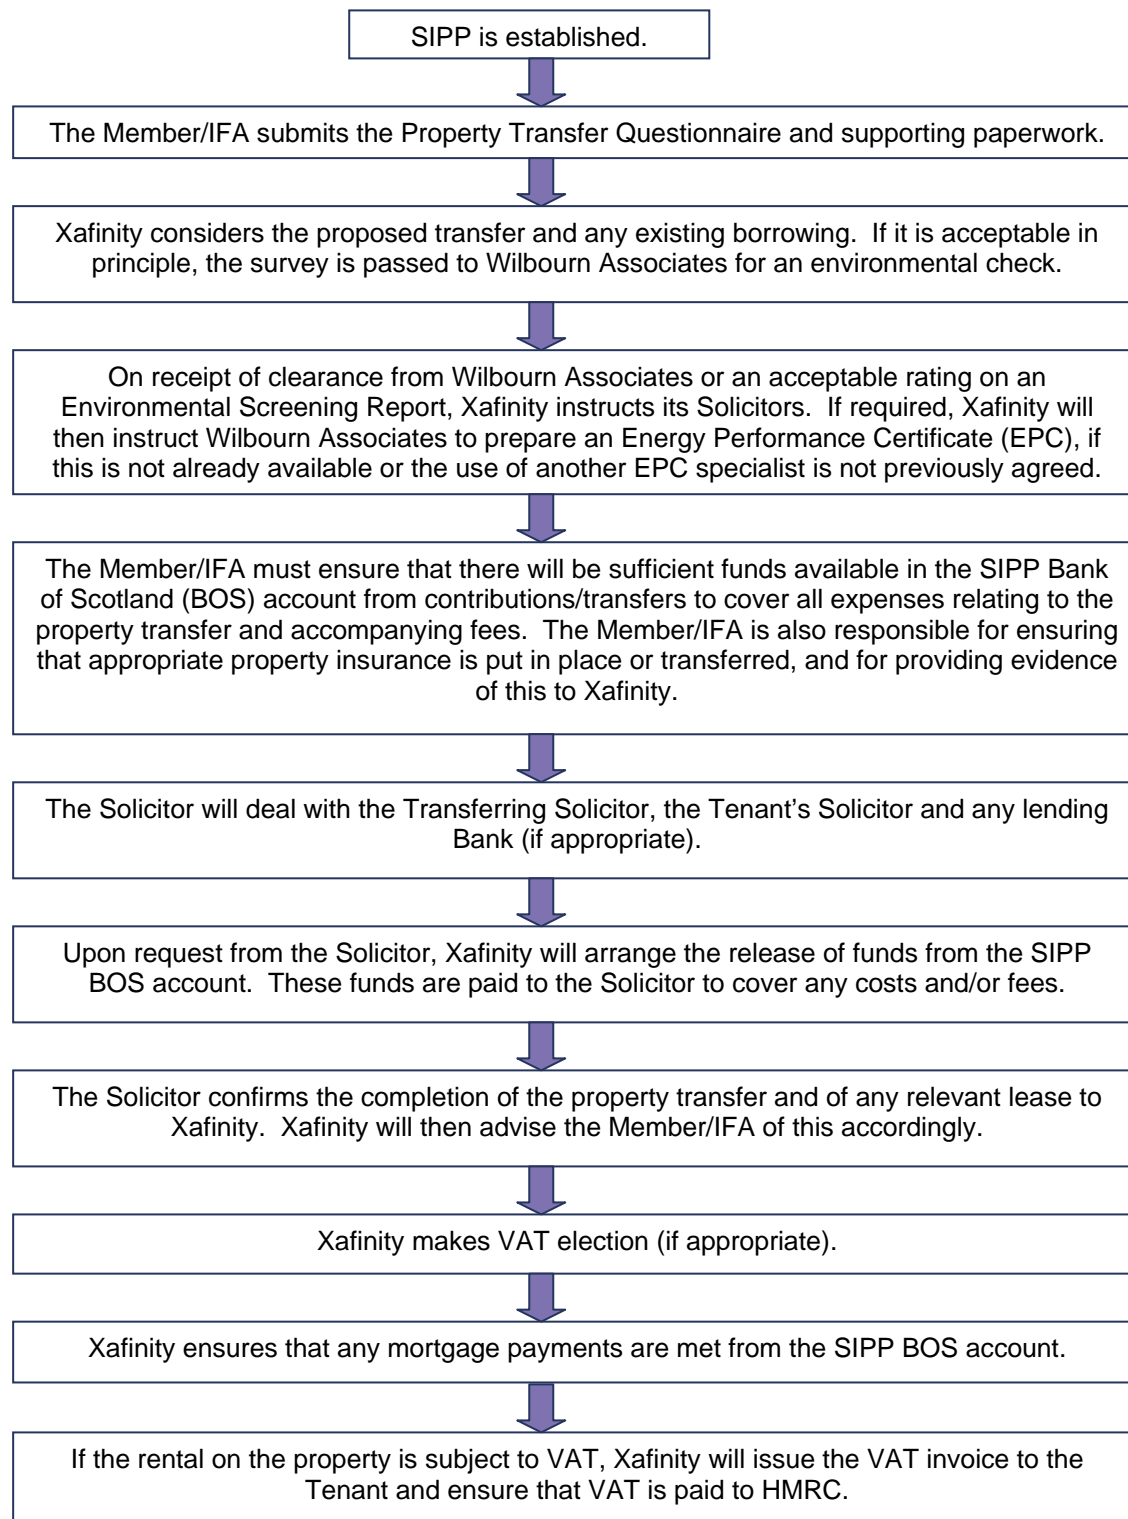 SIPP is established.
The Member/IFA submits the Property Transfer Questionnaire and supporting paperwork.
Xafinity considers the proposed transfer and any existing borrowing.  If it is acceptable in
principle, the survey is passed to Wilbourn Associates for an environmental check.
On receipt of clearance from Wilbourn Associates or an acceptable rating on an
Environmental Screening Report, Xafinity instructs its Solicitors.  If required, Xafinity will
then instruct Wilbourn Associates to prepare an Energy Performance Certificate (EPC), if
this is not already available or the use of another EPC specialist is not previously agreed.
The Member/IFA must ensure that there will be sufficient funds available in the SIPP Bank
of Scotland (BOS) account from contributions/transfers to cover all expenses relating to the
property transfer and accompanying fees.  The Member/IFA is also responsible for ensuring
that appropriate property insurance is put in place or transferred, and for providing evidence
of this to Xafinity.
The Solicitor will deal with the Transferring Solicitor, the Tenant's Solicitor and any lending
Bank (if appropriate).
Upon request from the Solicitor, Xafinity will arrange the release of funds from the SIPP
BOS account.  These funds are paid to the Solicitor to cover any costs and/or fees.
The Solicitor confirms the completion of the property transfer and of any relevant lease to
Xafinity.  Xafinity will then advise the Member/IFA of this accordingly.
Xafinity makes VAT election (if appropriate).
Xafinity ensures that any mortgage payments are met from the SIPP BOS account.
If the rental on the property is subject to VAT, Xafinity will issue the VAT invoice to the
Tenant and ensure that VAT is paid to HMRC.